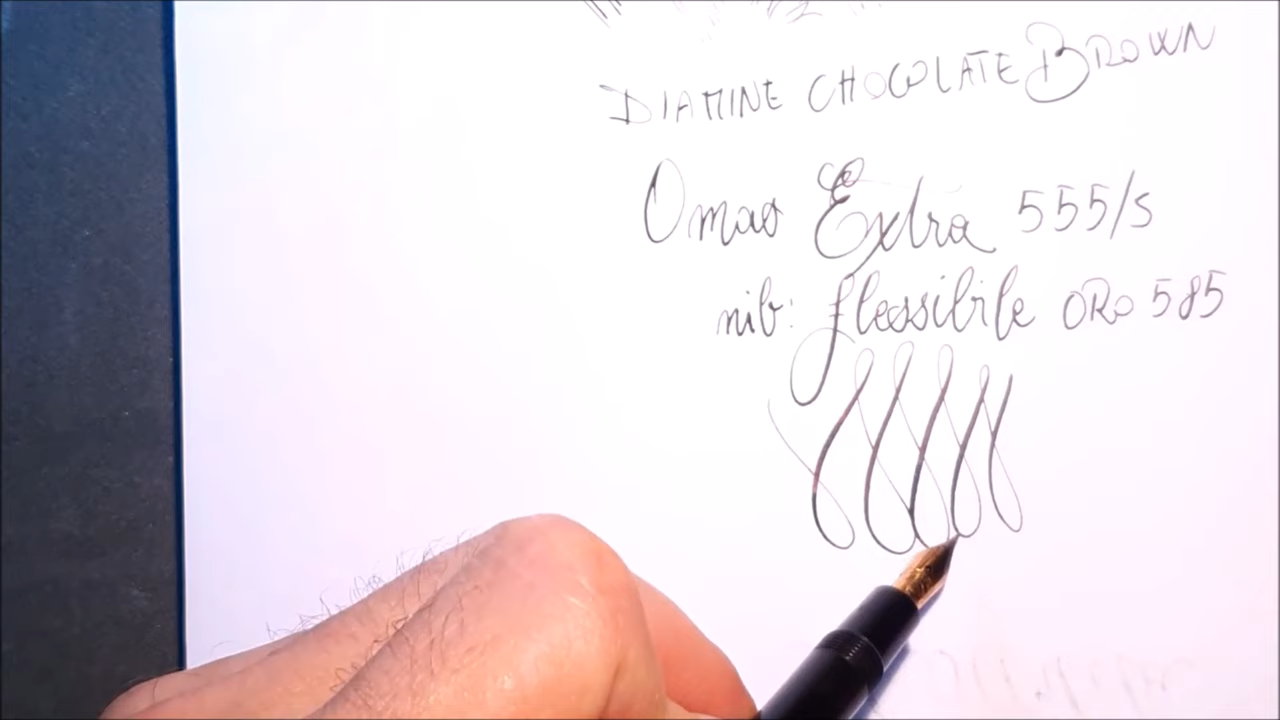 DIAMINE CHOCOLATE BROWN
Omas Extra 555/s
nib: flessibile ORO 585